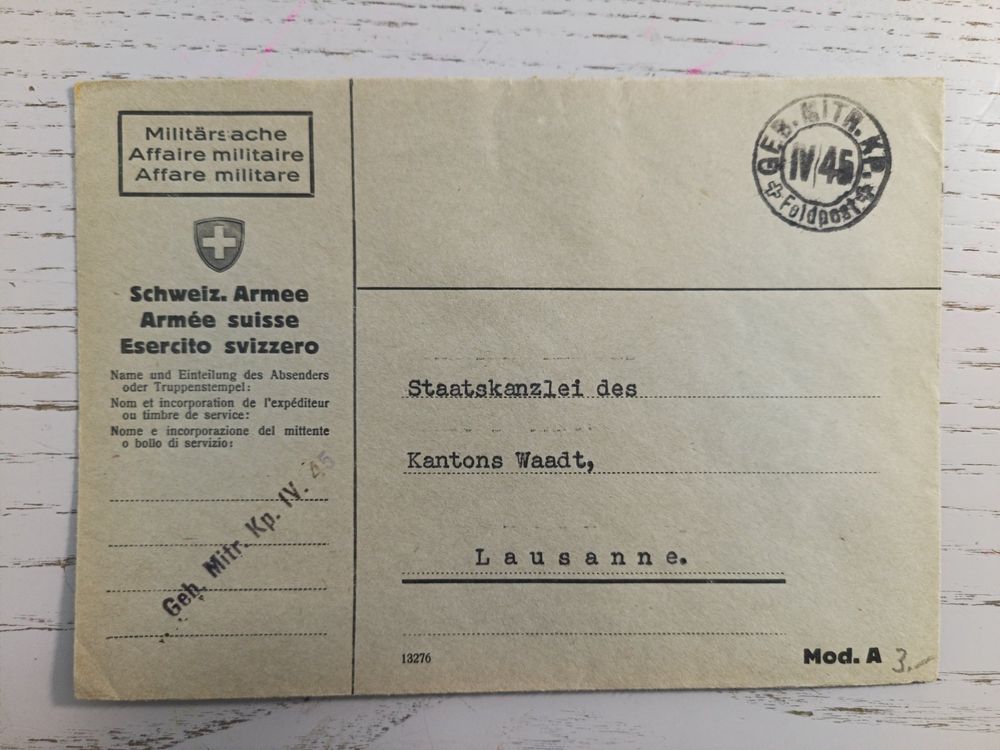 Militärsache
Affaire militaire
Affare militare
Schweiz. Armee
Armée suisse
Esercito svizzero
Name und Einteilung des Absenders
oder Truppenstempel:
Nom et incorporation de l'expéditeur
ou timbre de service:
Nome e incorporazione del mittente
o bollo di servizio:
Geb. Mitr. Kp. IV. 45
GEB. MITR. KP.
IV/45
Feldpost
Staatskanzlei des
Kantons Waadt,
Lausanne.
13276
Mod. A
3.—